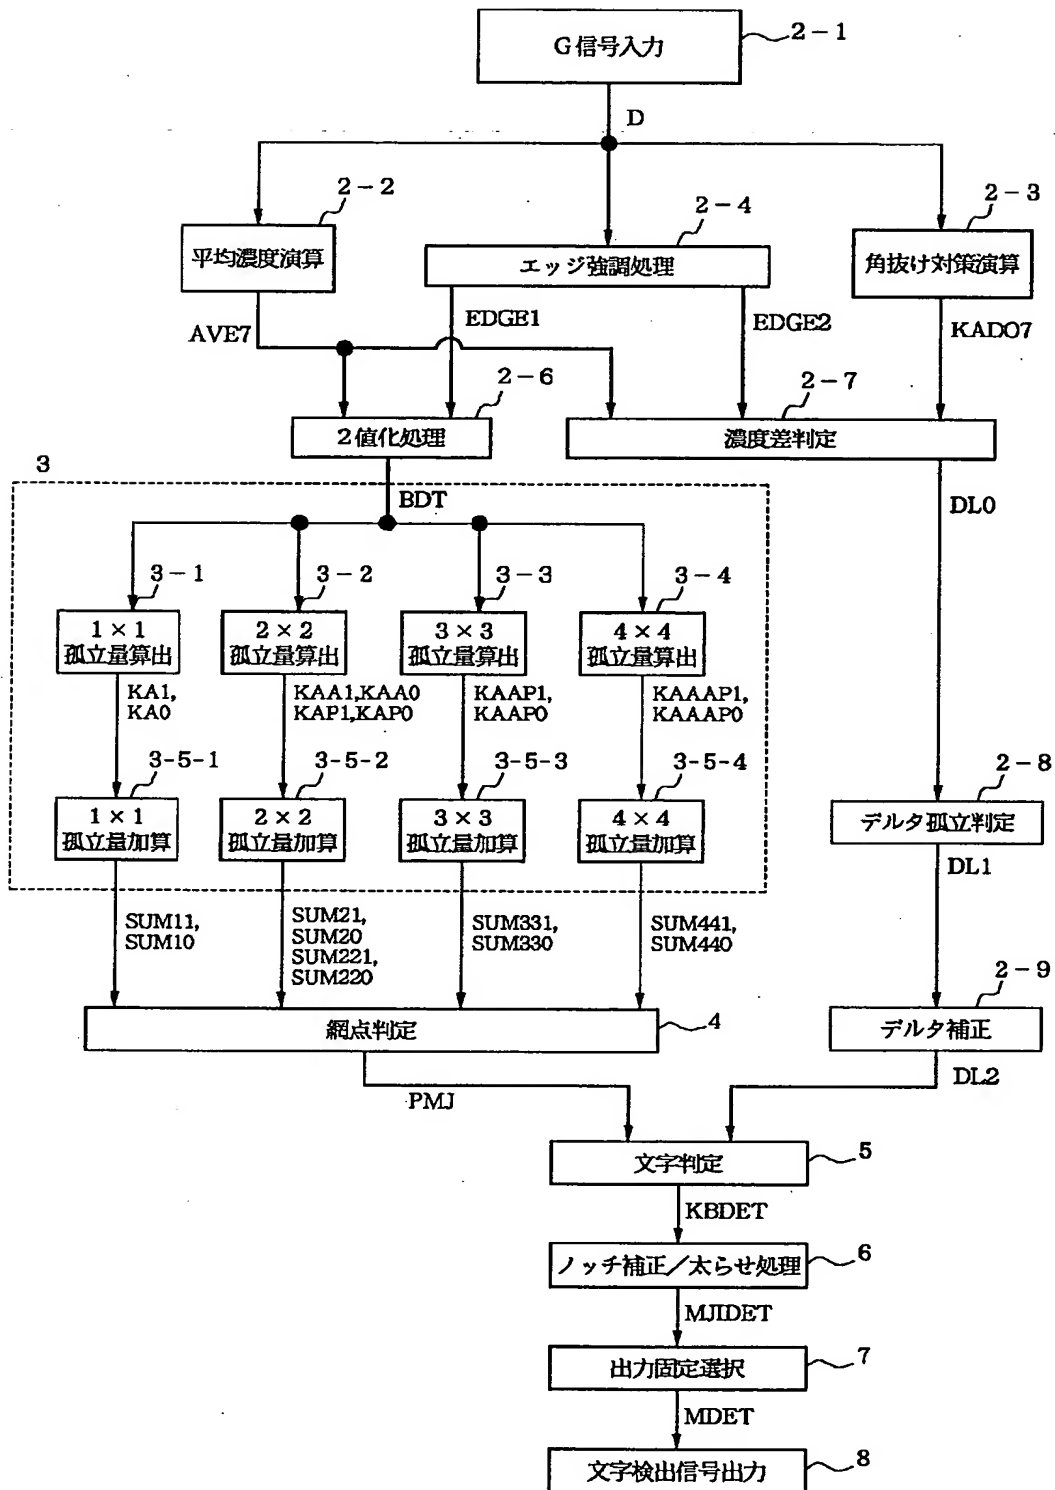 G信号入力
2-1
D
2-2
平均濃度演算
2-4
エッジ強調処理
2-3
角抜け対策演算
AVE7
EDGE1
EDGE2
KADO7
2-6
2値化処理
2-7
濃度差判定
3
BDT
DL0
3-1
1×1
孤立量算出
3-2
2×2
孤立量算出
3-3
3×3
孤立量算出
3-4
4×4
孤立量算出
KA1,
KA0
KAA1,KAA0
KAP1,KAP0
KAAP1,
KAAP0
KAAAP1,
KAAAP0
3-5-1
1×1
孤立量加算
3-5-2
2×2
孤立量加算
3-5-3
3×3
孤立量加算
3-5-4
4×4
孤立量加算
2-8
デルタ孤立判定
DL1
SUM11,
SUM10
SUM21,
SUM20
SUM221,
SUM220
SUM331,
SUM330
SUM441,
SUM440
2-9
デルタ補正
網点判定
4
PMJ
DL2
文字判定
5
KBDET
ノッチ補正/太らせ処理
6
MJIDET
出力固定選択
7
MDET
文字検出信号出力
8